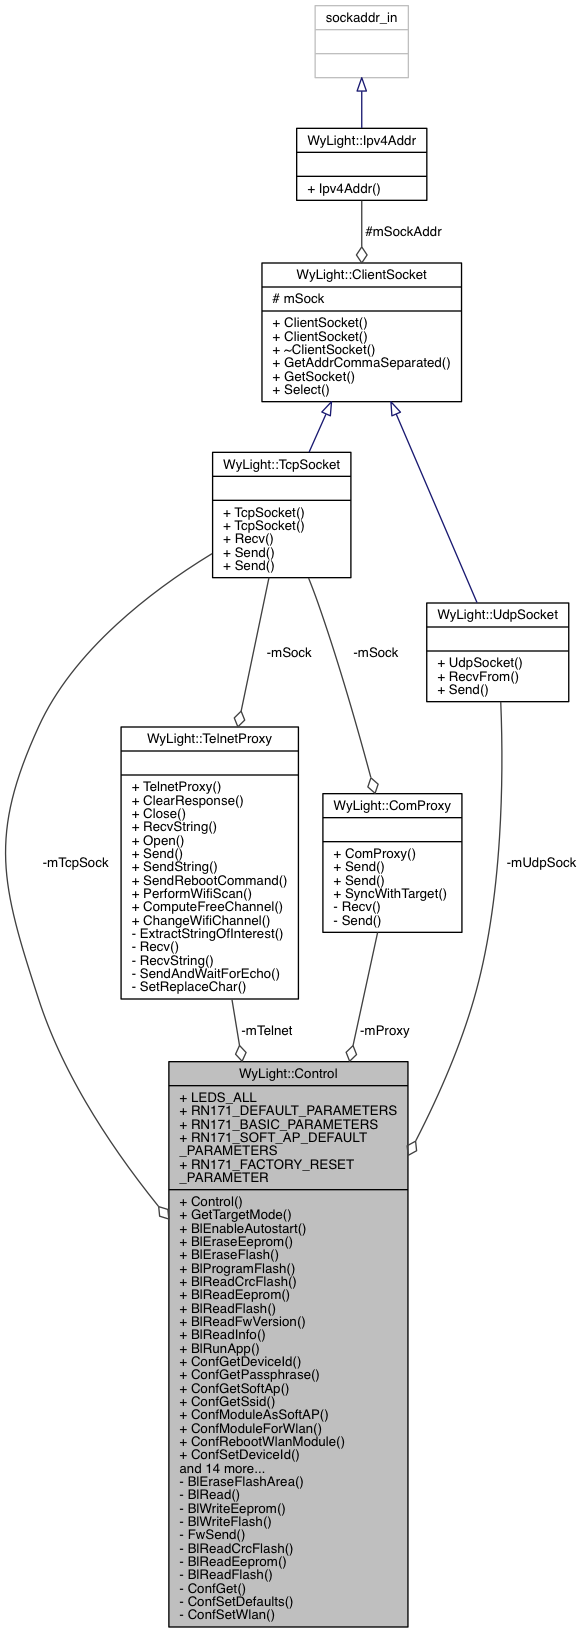 sockaddr_in
WyLight::Ipv4Addr
+ Ipv4Addr()
#mSockAddr
WyLight::ClientSocket
# mSock
+ ClientSocket()
+ ClientSocket()
+ ~ClientSocket()
+ GetAddrCommaSeparated()
+ GetSocket()
+ Select()
WyLight::TcpSocket
+ TcpSocket()
+ TcpSocket()
+ Recv()
+ Send()
+ Send()
WyLight::UdpSocket
+ UdpSocket()
+ RecvFrom()
+ Send()
-mSock
-mSock
WyLight::TelnetProxy
+ TelnetProxy()
+ ClearResponse()
+ Close()
+ RecvString()
+ Open()
+ Send()
+ SendString()
+ SendRebootCommand()
+ PerformWifiScan()
+ ComputeFreeChannel()
+ ChangeWifiChannel()
- ExtractStringOfInterest()
- Recv()
- RecvString()
- SendAndWaitForEcho()
- SetReplaceChar()
WyLight::ComProxy
+ ComProxy()
+ Send()
+ Send()
+ SyncWithTarget()
- Recv()
- Send()
-mTcpSock
-mUdpSock
-mTelnet
-mProxy
WyLight::Control
+ LEDS_ALL
+ RN171_DEFAULT_PARAMETERS
+ RN171_BASIC_PARAMETERS
+ RN171_SOFT_AP_DEFAULT
_PARAMETERS
+ RN171_FACTORY_RESET
_PARAMETER
+ Control()
+ GetTargetMode()
+ BlEnableAutostart()
+ BlEraseEeprom()
+ BlEraseFlash()
+ BlProgramFlash()
+ BlReadCrcFlash()
+ BlReadEeprom()
+ BlReadFlash()
+ BlReadFwVersion()
+ BlReadInfo()
+ BlRunApp()
+ ConfGetDeviceId()
+ ConfGetPassphrase()
+ ConfGetSoftAp()
+ ConfGetSsid()
+ ConfModuleAsSoftAP()
+ ConfModuleForWlan()
+ ConfRebootWlanModule()
+ ConfSetDeviceId()
and 14 more...
- BlEraseFlashArea()
- BlRead()
- BlWriteEeprom()
- BlWriteFlash()
- FwSend()
- BlReadCrcFlash()
- BlReadEeprom()
- BlReadFlash()
- ConfGet()
- ConfSetDefaults()
- ConfSetWlan()